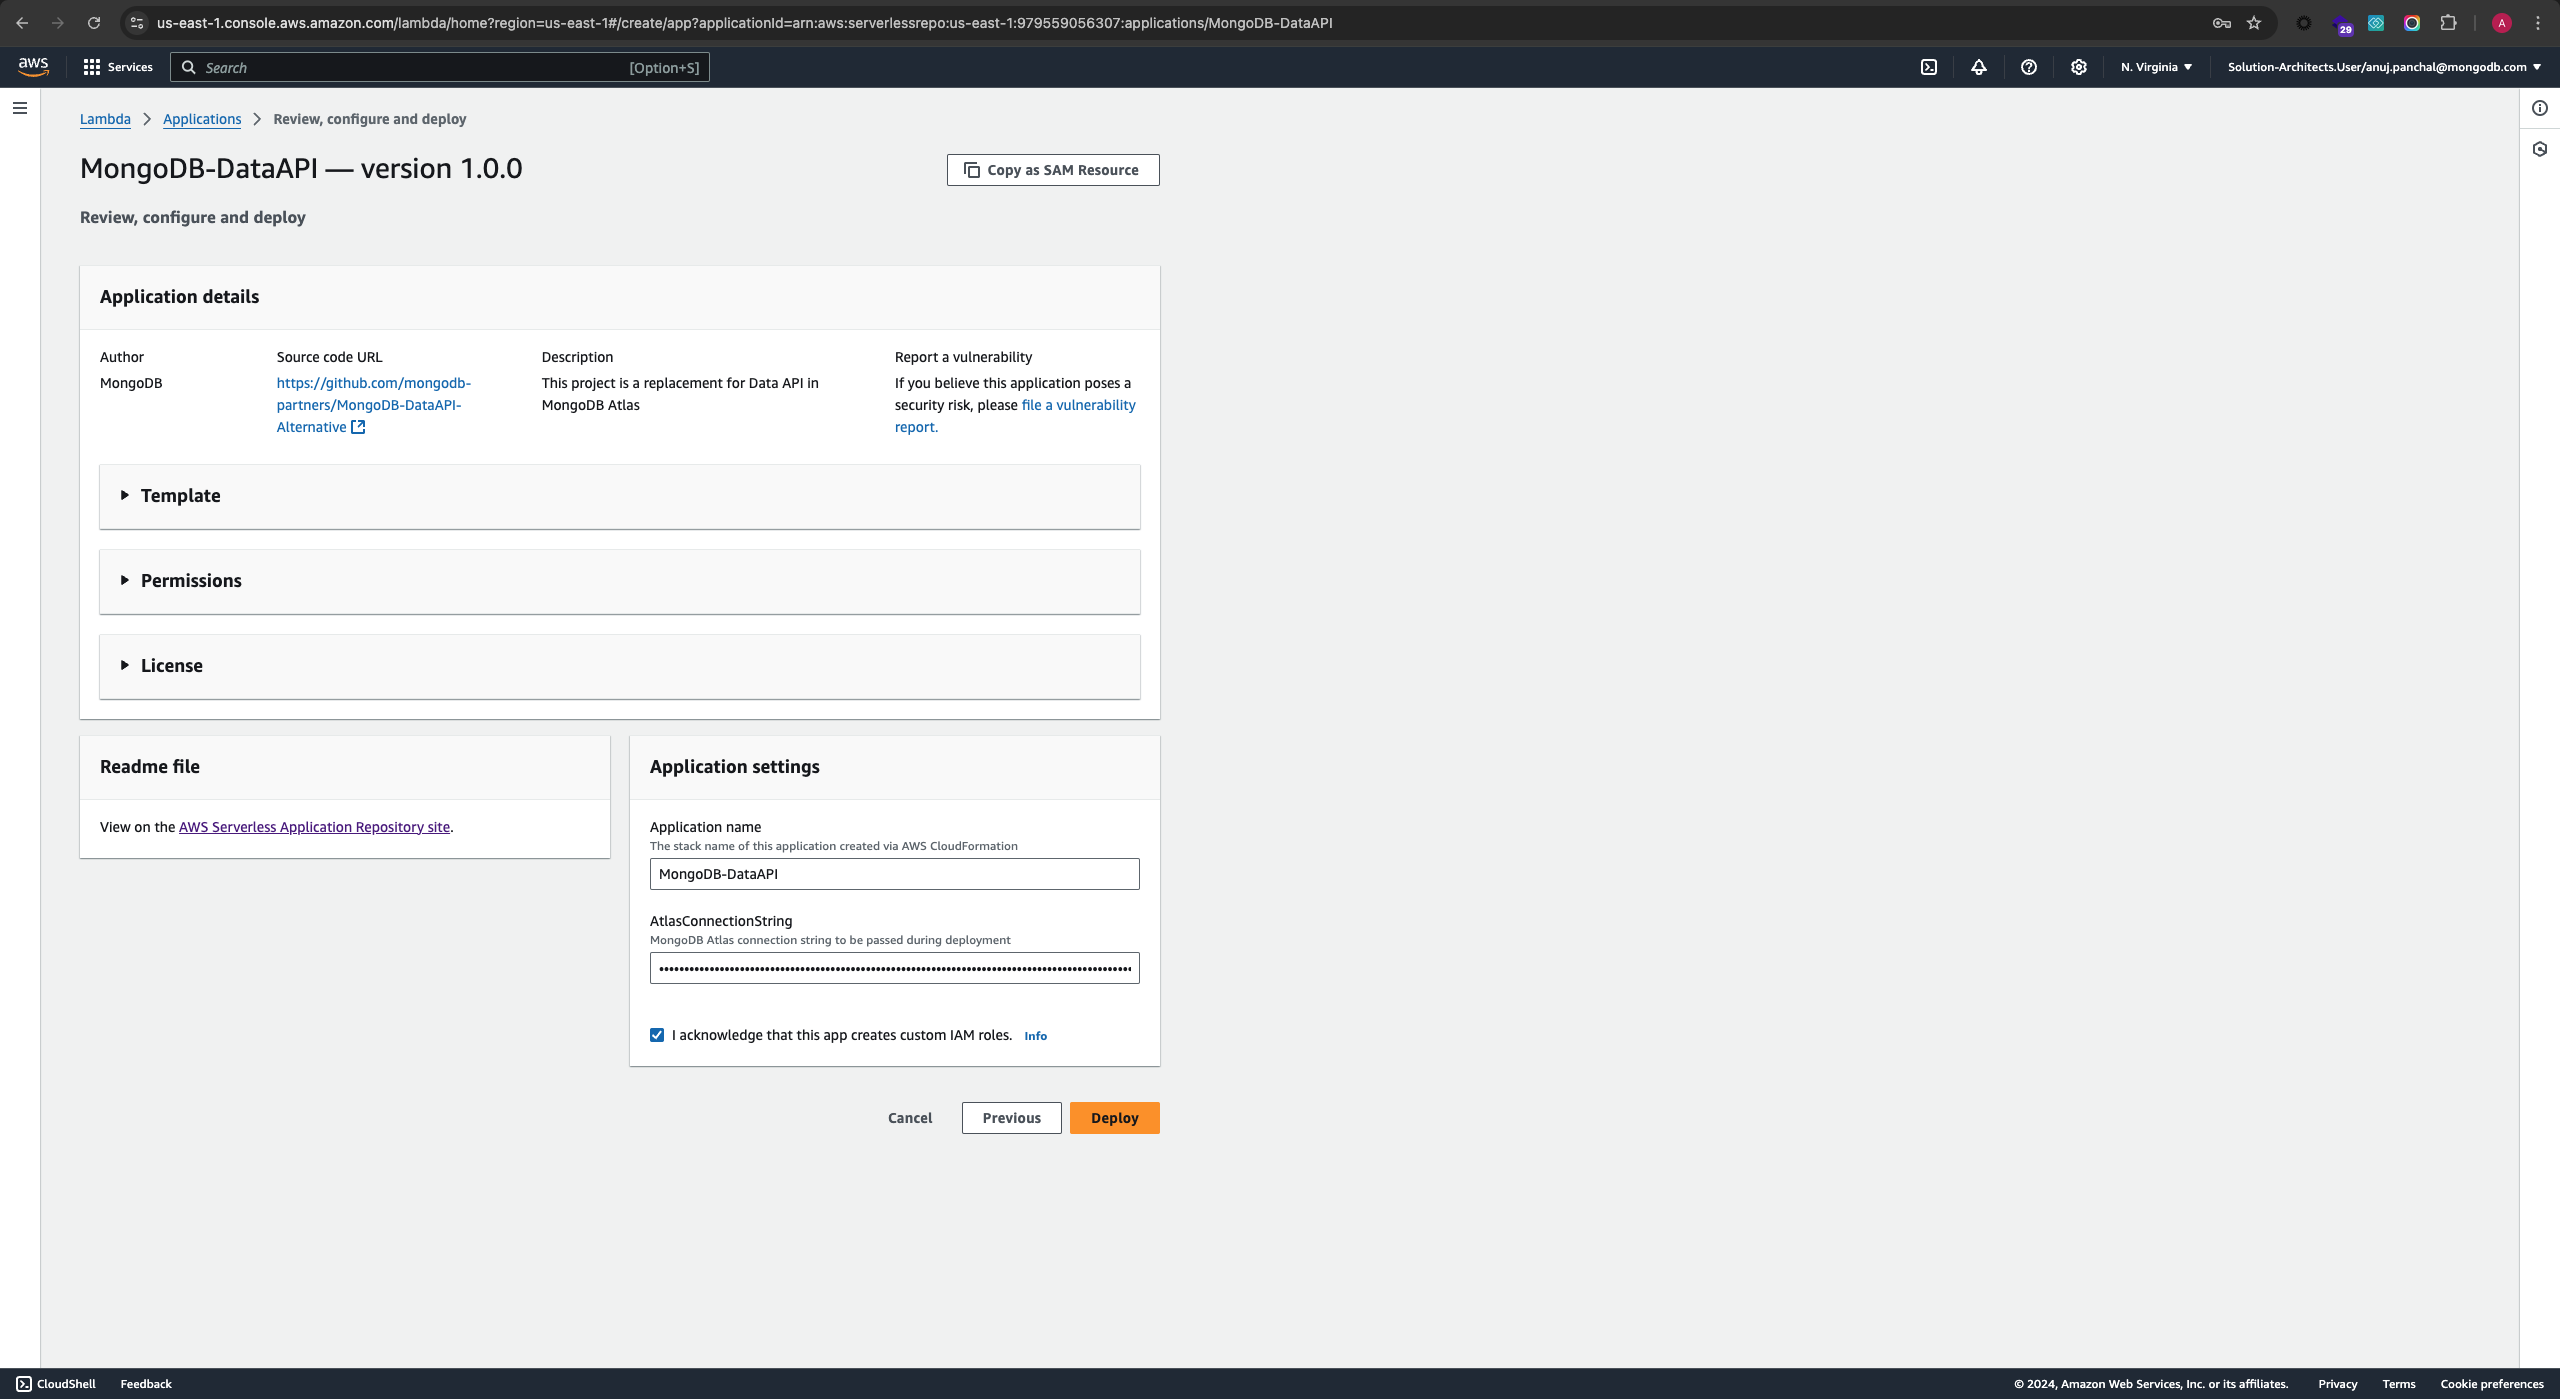 us-east-1.console.aws.amazon.com/lambda/home?region=us-east-1#/create/app?applicationId=arn:aws:serverlessrepo:us-east-1:979559056307:applications/MongoDB-DataAPI
29
A
aws
Services
Search
[Option+S]
N. Virginia
Solution-Architects.User/anuj.panchal@mongodb.com
Lambda
Applications
Review, configure and deploy
MongoDB-DataAPI — version 1.0.0
Copy as SAM Resource
Review, configure and deploy
Application details
Author
MongoDB
Source code URL
https://github.com/mongodb-
partners/MongoDB-DataAPI-
Alternative
Description
This project is a replacement for Data API in
MongoDB Atlas
Report a vulnerability
If you believe this application poses a
security risk, please file a vulnerability
report.
Template
Permissions
License
Readme file
View on the AWS Serverless Application Repository site.
Application settings
Application name
The stack name of this application created via AWS CloudFormation
MongoDB-DataAPI
AtlasConnectionString
MongoDB Atlas connection string to be passed during deployment
I acknowledge that this app creates custom IAM roles. Info
Cancel
Previous
Deploy
CloudShell
Feedback
© 2024, Amazon Web Services, Inc. or its affiliates.
Privacy
Terms
Cookie preferences